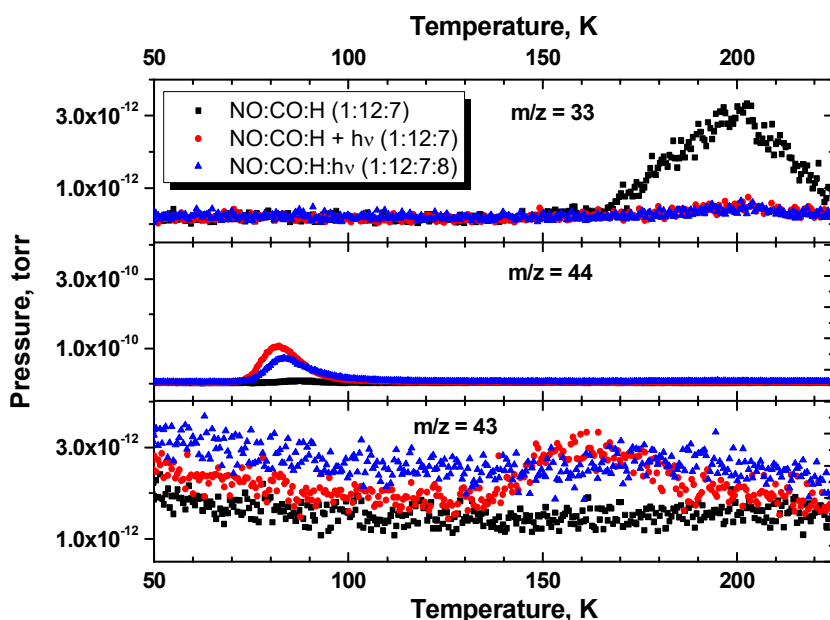 Temperature, K
50 100 150 200
3.0x10⁻¹²
1.0x10⁻¹²
NO:CO:H (1:12:7)
NO:CO:H + hν (1:12:7)
NO:CO:H:hν (1:12:7:8)
m/z = 33
3.0x10⁻¹⁰
1.0x10⁻¹⁰
m/z = 44
3.0x10⁻¹²
1.0x10⁻¹²
m/z = 43
Pressure, torr
50 100 150 200
Temperature, K